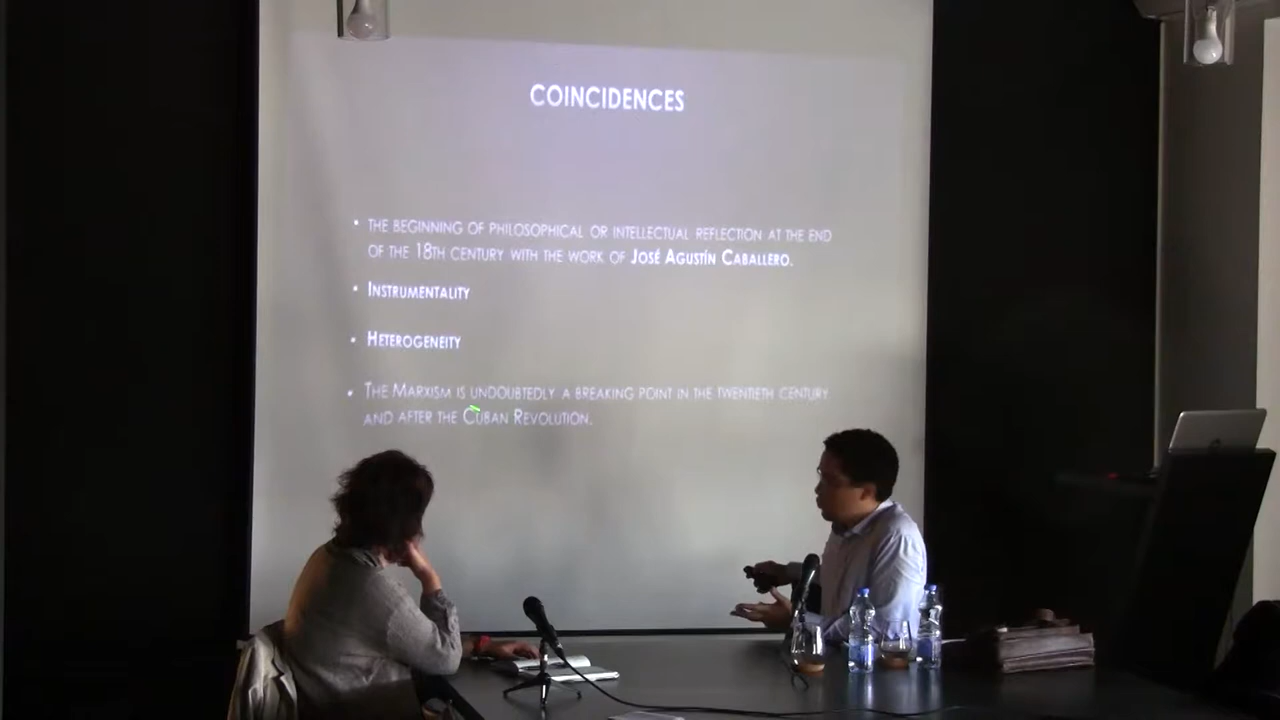 COINCIDENCES
• THE BEGINNING OF PHILOSOPHICAL OR INTELLECTUAL REFLECTION AT THE END
OF THE 18TH CENTURY WITH THE WORK OF JOSÉ AGUSTÍN CABALLERO.
• INSTRUMENTALITY
• HETEROGENEITY
• THE MARXISM IS UNDOUBTEDLY A BREAKING POINT IN THE TWENTIETH CENTURY
AND AFTER THE CUBAN REVOLUTION.